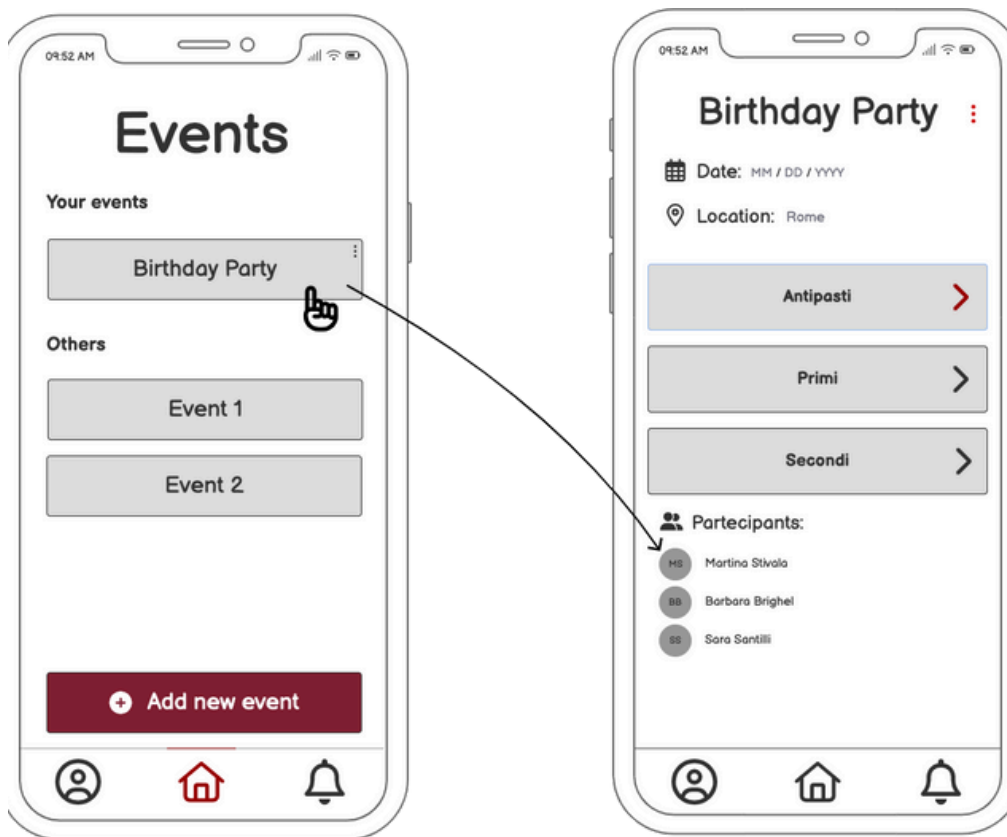 09:52 AM
Events
Your events
Birthday Party
Others
Event 1
Event 2
Add new event
09:52 AM
Birthday Party
Date: MM / DD / YYYY
Location: Rome
Antipasti
Primi
Secondi
Partecipants:
MS Martina Stivala
BB Barbara Brighel
SS Sara Santilli